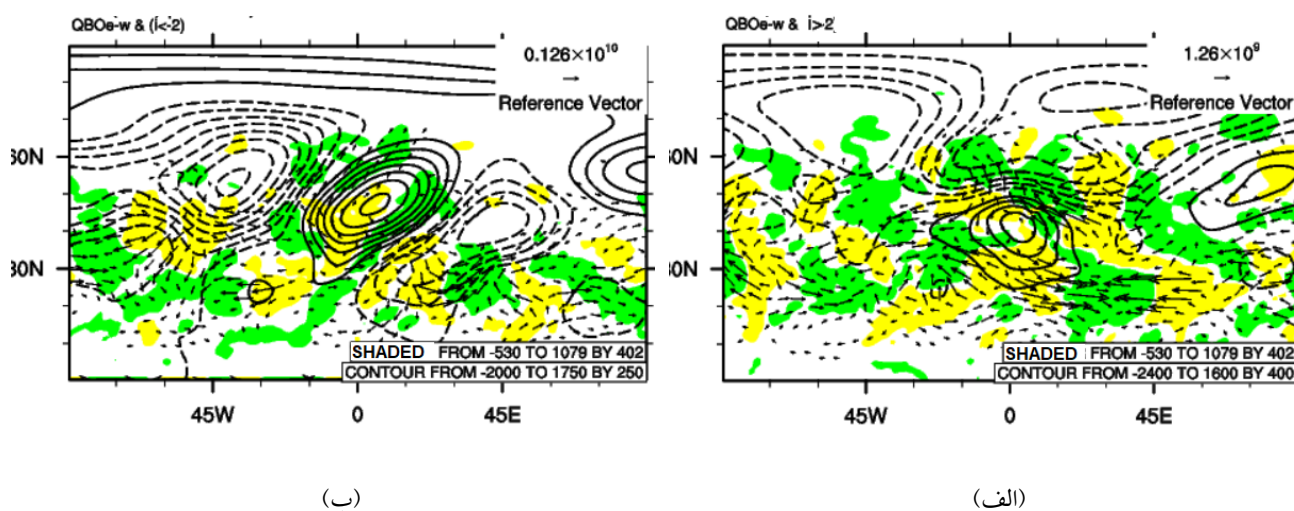 QBOe-w & (İ<-2)
0.126×10¹⁰
Reference Vector
60N
30N
SHADED FROM -530 TO 1079 BY 402
CONTOUR FROM -2000 TO 1750 BY 250
45W 0 45E
(ب)
QBOe-w & İ>2
1.26×10⁹
Reference Vector
60N
30N
SHADED FROM -530 TO 1079 BY 402
CONTOUR FROM -2400 TO 1600 BY 400
45W 0 45E
(الف)